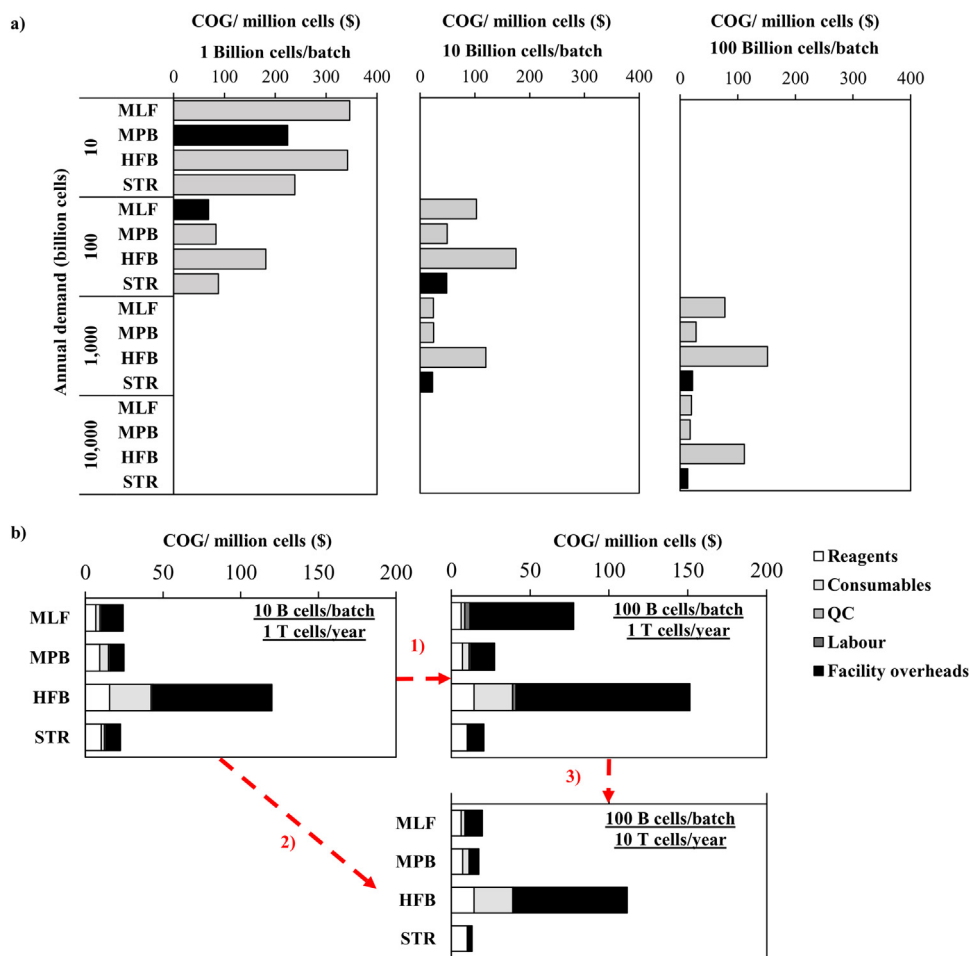 a)
COG/ million cells ($)
1 Billion cells/batch
0 100 200 300 400
COG/ million cells ($)
10 Billion cells/batch
0 100 200 300 400
COG/ million cells ($)
100 Billion cells/batch
0 100 200 300 400
Annual demand (billion cells)
10
MLF
MPB
HFB
STR
100
MLF
MPB
HFB
STR
1,000
MLF
MPB
HFB
STR
10,000
MLF
MPB
HFB
STR
b)
COG/ million cells ($)
0 50 100 150 200
10 B cells/batch
1 T cells/year
MLF
MPB
HFB
STR
1)
COG/ million cells ($)
0 50 100 150 200
100 B cells/batch
1 T cells/year
Reagents
Consumables
QC
Labour
Facility overheads
2)
3)
100 B cells/batch
10 T cells/year
MLF
MPB
HFB
STR